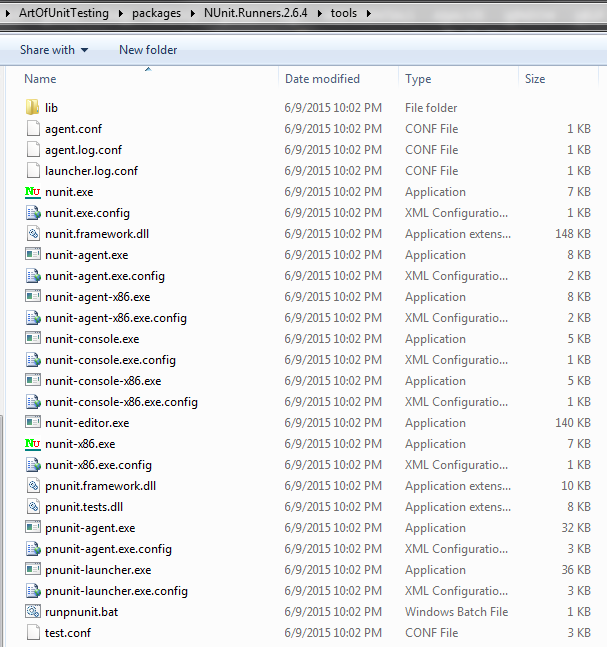 ArtOfUnitTesting packages NUnit.Runners.2.6.4 tools
Share with New folder
Name Date modified Type Size
lib 6/9/2015 10:02 PM File folder
agent.conf 6/9/2015 10:02 PM CONF File 1 KB
agent.log.conf 6/9/2015 10:02 PM CONF File 1 KB
launcher.log.conf 6/9/2015 10:02 PM CONF File 1 KB
Nu nunit.exe 6/9/2015 10:02 PM Application 7 KB
nunit.exe.config 6/9/2015 10:02 PM XML Configuratio... 1 KB
nunit.framework.dll 6/9/2015 10:02 PM Application extens... 148 KB
nunit-agent.exe 6/9/2015 10:02 PM Application 8 KB
nunit-agent.exe.config 6/9/2015 10:02 PM XML Configuratio... 2 KB
nunit-agent-x86.exe 6/9/2015 10:02 PM Application 8 KB
nunit-agent-x86.exe.config 6/9/2015 10:02 PM XML Configuratio... 2 KB
nunit-console.exe 6/9/2015 10:02 PM Application 5 KB
nunit-console.exe.config 6/9/2015 10:02 PM XML Configuratio... 1 KB
nunit-console-x86.exe 6/9/2015 10:02 PM Application 5 KB
nunit-console-x86.exe.config 6/9/2015 10:02 PM XML Configuratio... 1 KB
nunit-editor.exe 6/9/2015 10:02 PM Application 140 KB
Nu nunit-x86.exe 6/9/2015 10:02 PM Application 7 KB
nunit-x86.exe.config 6/9/2015 10:02 PM XML Configuratio... 1 KB
pnunit.framework.dll 6/9/2015 10:02 PM Application extens... 10 KB
pnunit.tests.dll 6/9/2015 10:02 PM Application extens... 8 KB
pnunit-agent.exe 6/9/2015 10:02 PM Application 32 KB
pnunit-agent.exe.config 6/9/2015 10:02 PM XML Configuratio... 3 KB
pnunit-launcher.exe 6/9/2015 10:02 PM Application 36 KB
pnunit-launcher.exe.config 6/9/2015 10:02 PM XML Configuratio... 3 KB
runpnunit.bat 6/9/2015 10:02 PM Windows Batch File 1 KB
test.conf 6/9/2015 10:02 PM CONF File 3 KB